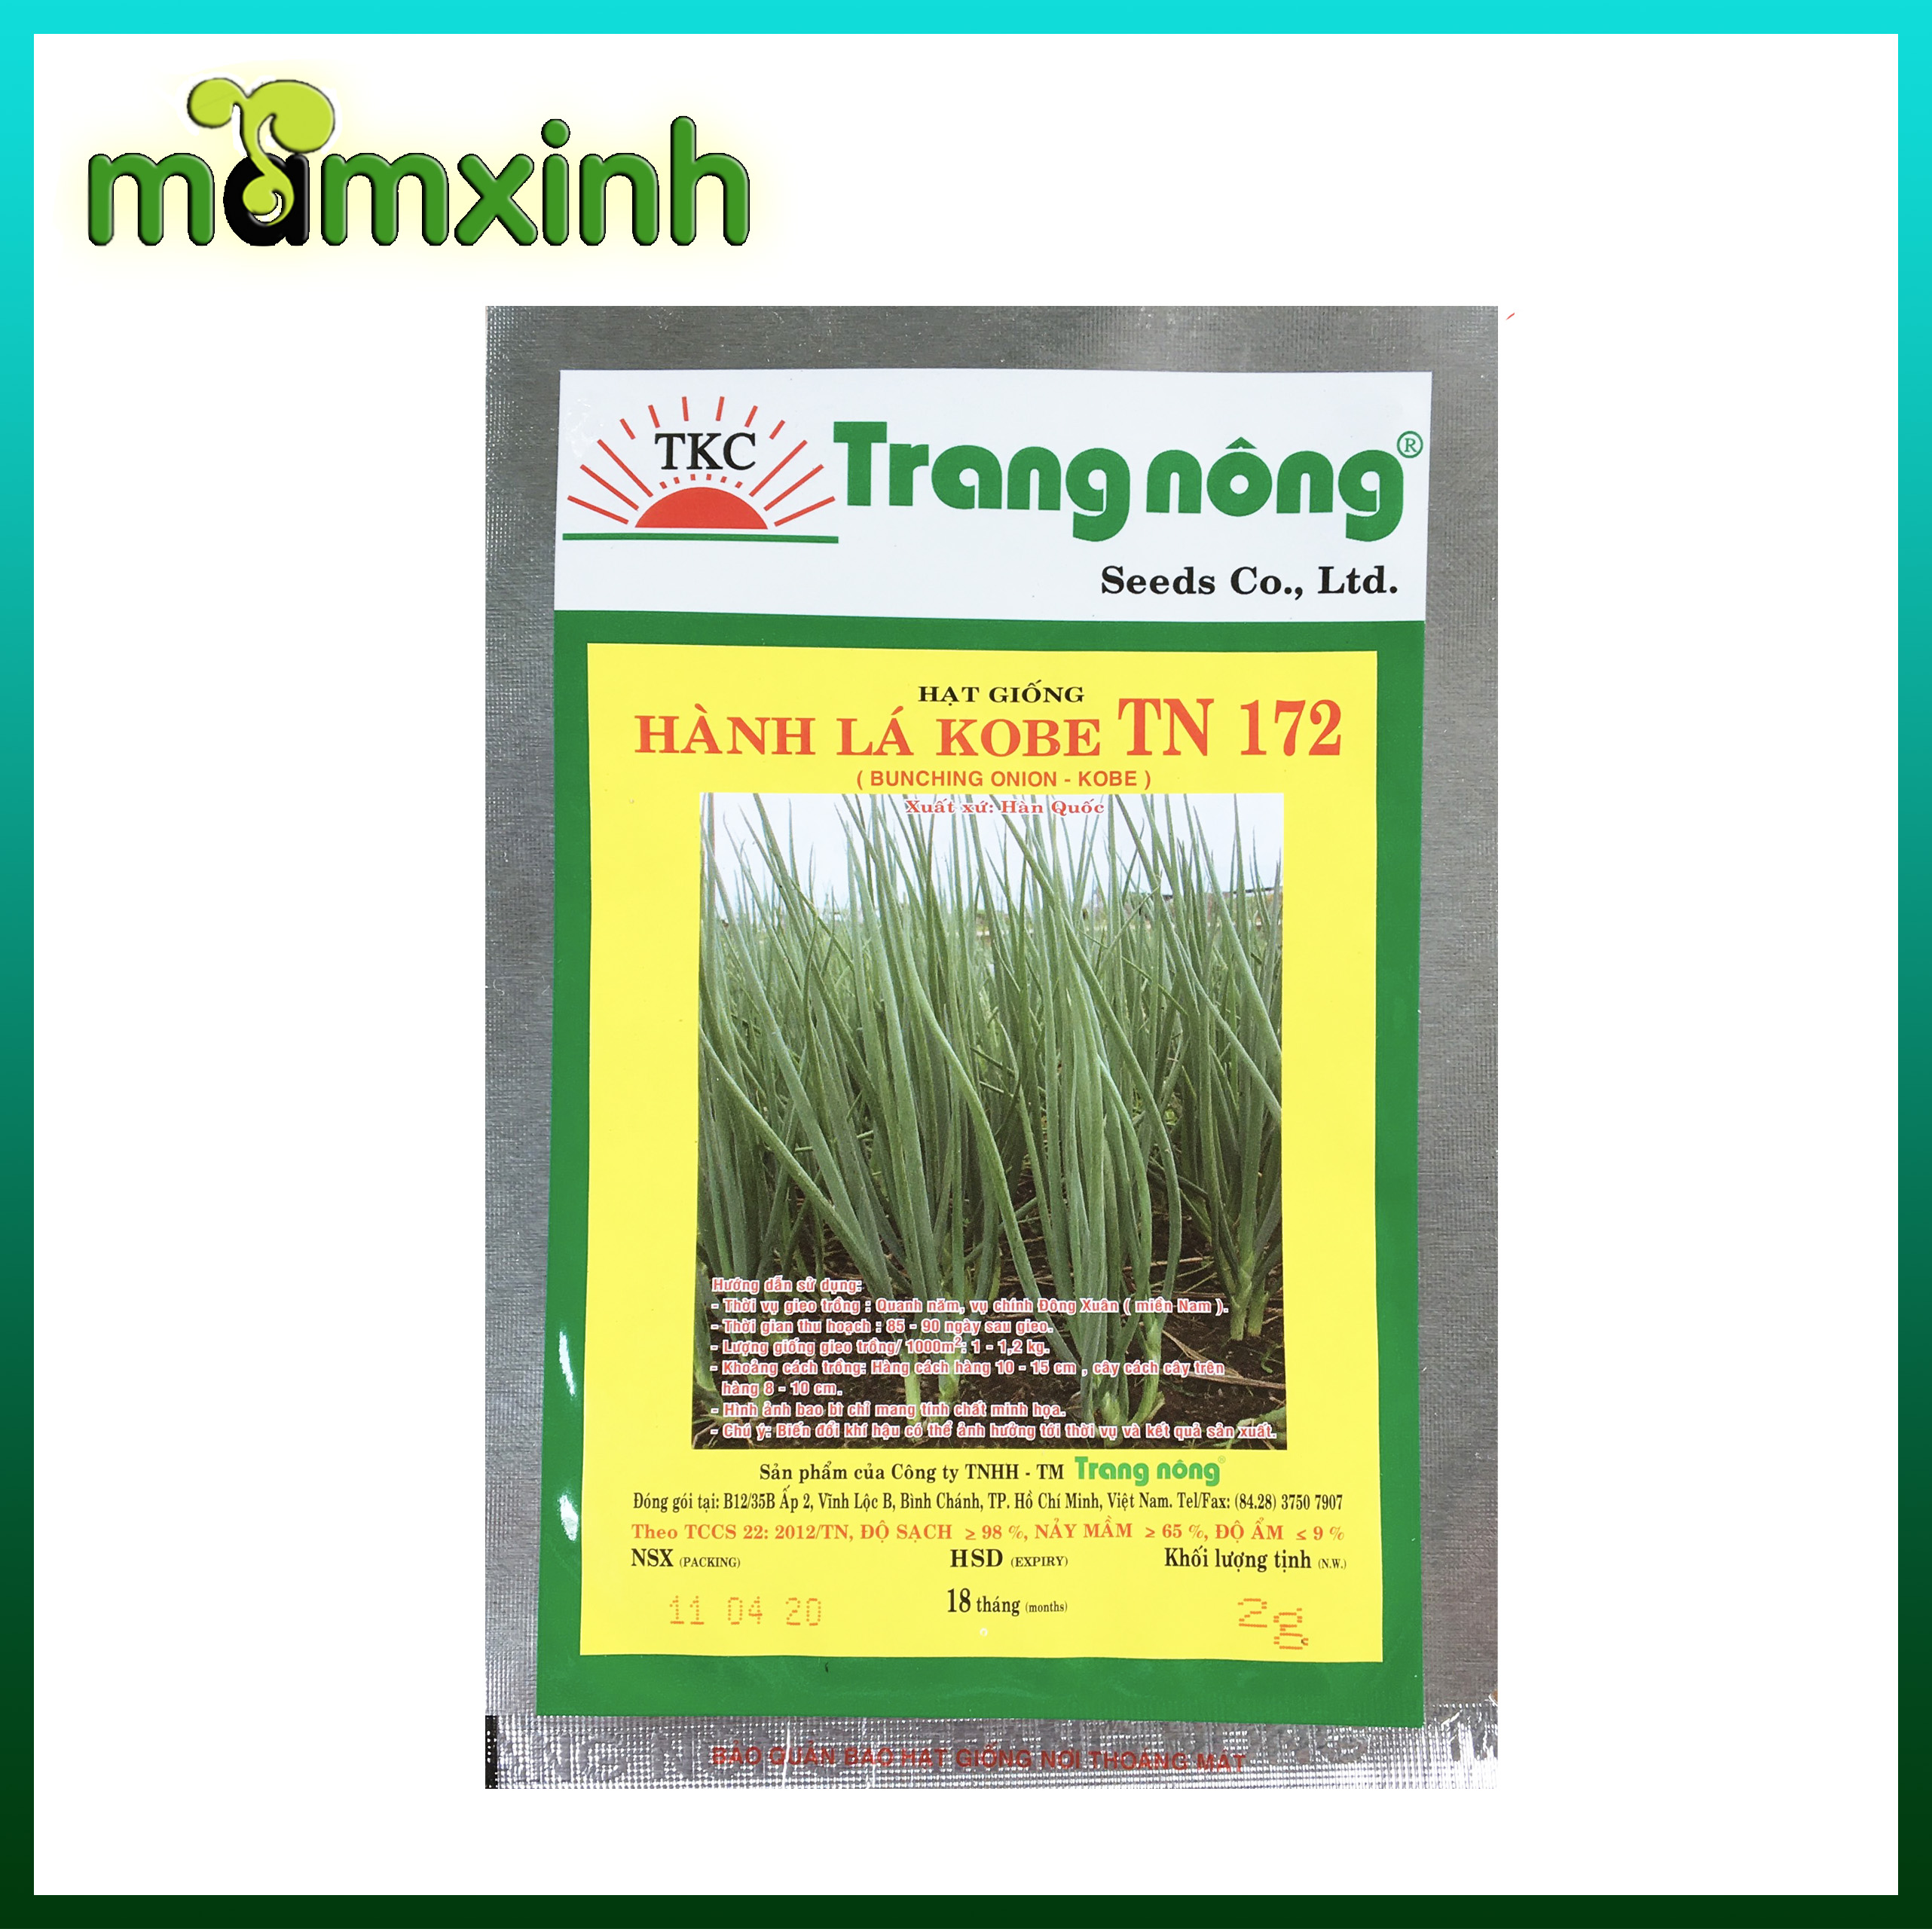 mamxinh
TKC Trang nông®
Seeds Co., Ltd.
HẠT GIỐNG
HÀNH LÁ KOBE TN 172
( BUNCHING ONION - KOBE )
Xuất xứ: Hàn Quốc
Hướng dẫn sử dụng:
- Thời vụ gieo trồng : Quanh năm, vụ chính Đông Xuân ( miền Nam ).
- Thời gian thu hoạch : 85 - 90 ngày sau gieo.
- Lượng giống gieo trồng/ 1000m²: 1 - 1,2 kg.
- Khoảng cách trồng: Hàng cách hàng 10 - 15 cm , cây cách cây trên
hàng 8 - 10 cm.
- Hình ảnh bao bì chỉ mang tính chất minh họa.
- Chú ý: Biến đổi khí hậu có thể ảnh hưởng tới thời vụ và kết quả sản xuất.
Sản phẩm của Công ty TNHH - TM Trang nông®
Đóng gói tại: B12/35B Ấp 2, Vĩnh Lộc B, Bình Chánh, TP. Hồ Chí Minh, Việt Nam. Tel/Fax: (84.28) 3750 7907
Theo TCCS 22: 2012/TN, ĐỘ SẠCH ≥ 98 %, NẢY MẦM ≥ 65 %, ĐỘ ẨM ≤ 9 %
NSX (PACKING) HSD (EXPIRY) Khối lượng tịnh (N.W.)
11 04 20 18 tháng (months) 2g
BẢO QUẢN BAO HẠT GIỐNG NƠI THOÁNG MÁT